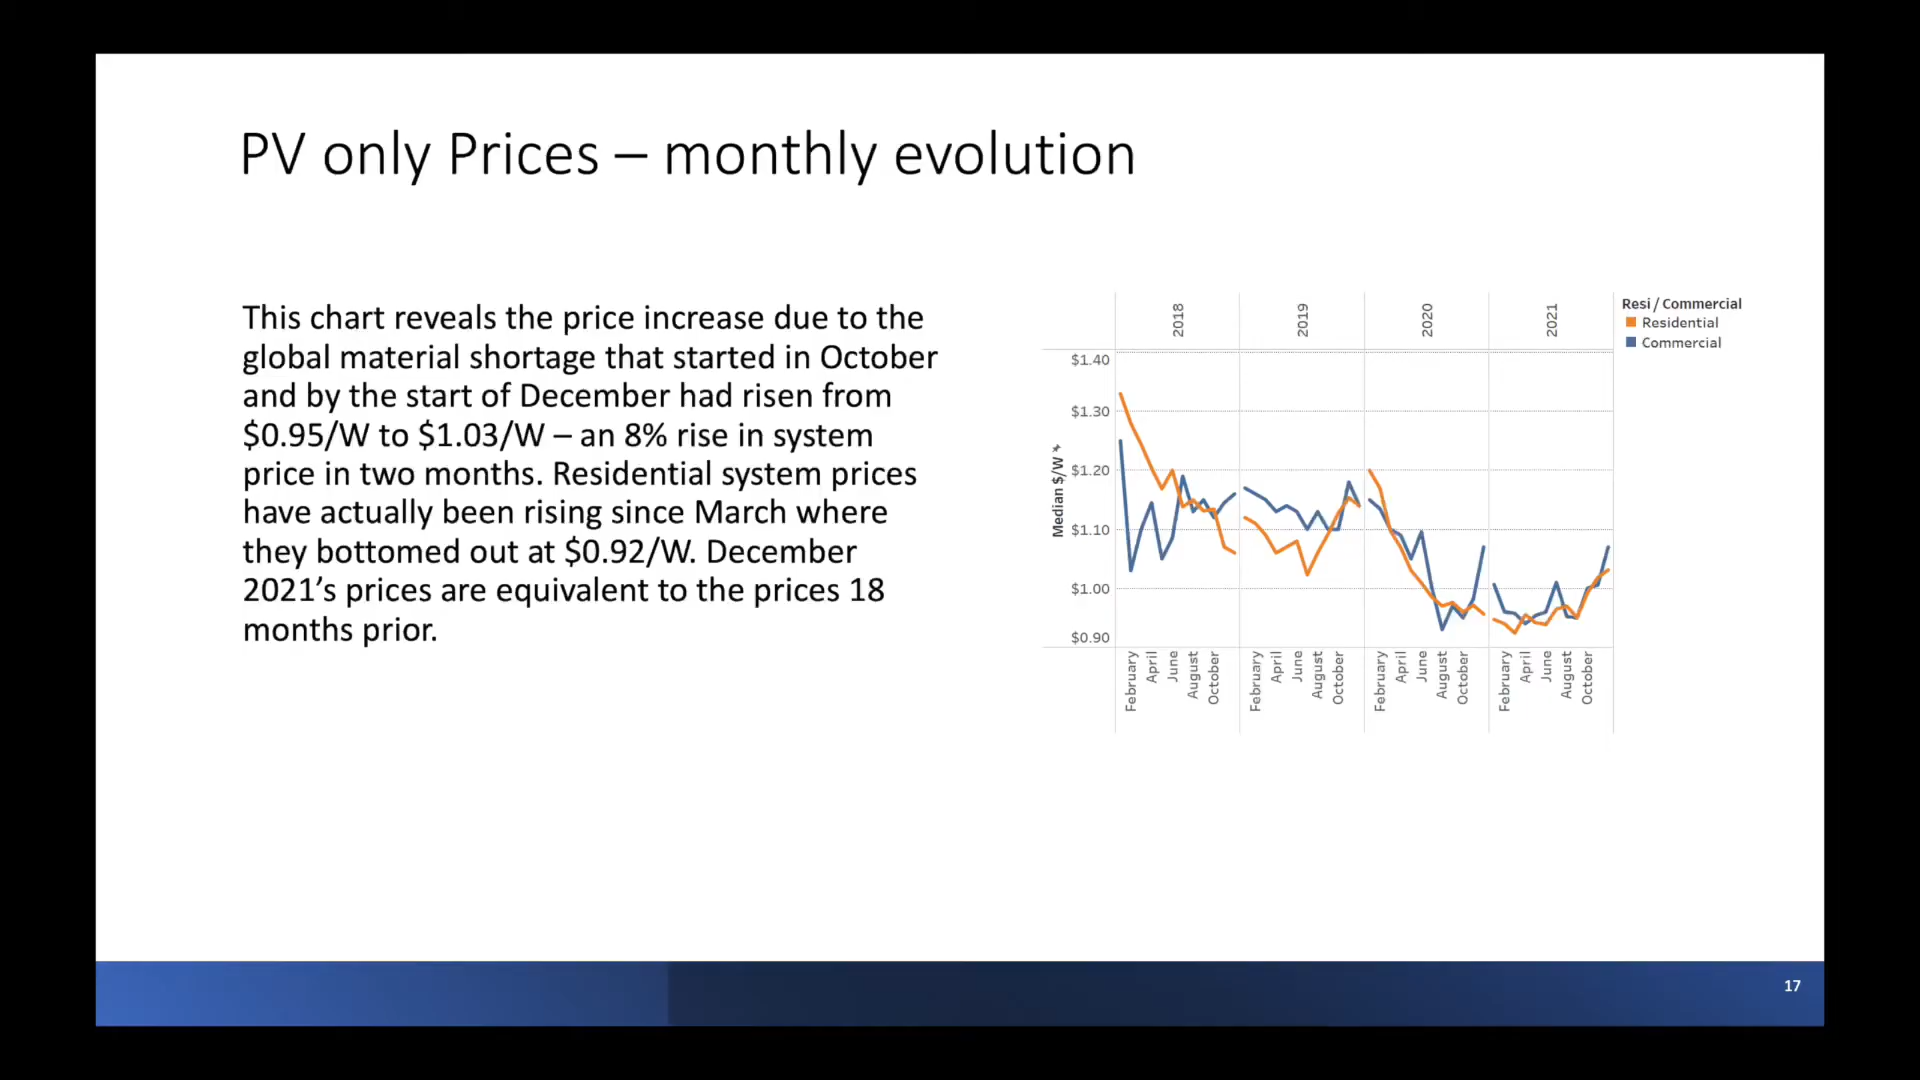 PV only Prices – monthly evolution
This chart reveals the price increase due to the
global material shortage that started in October
and by the start of December had risen from
$0.95/W to $1.03/W – an 8% rise in system
price in two months. Residential system prices
have actually been rising since March where
they bottomed out at $0.92/W. December
2021’s prices are equivalent to the prices 18
months prior.
2018
2019
2020
2021
Median $/W
$1.40
$1.30
$1.20
$1.10
$1.00
$0.90
February
April
June
August
October
February
April
June
August
October
February
April
June
August
October
February
April
June
August
October
Resi / Commercial
Residential
Commercial
17